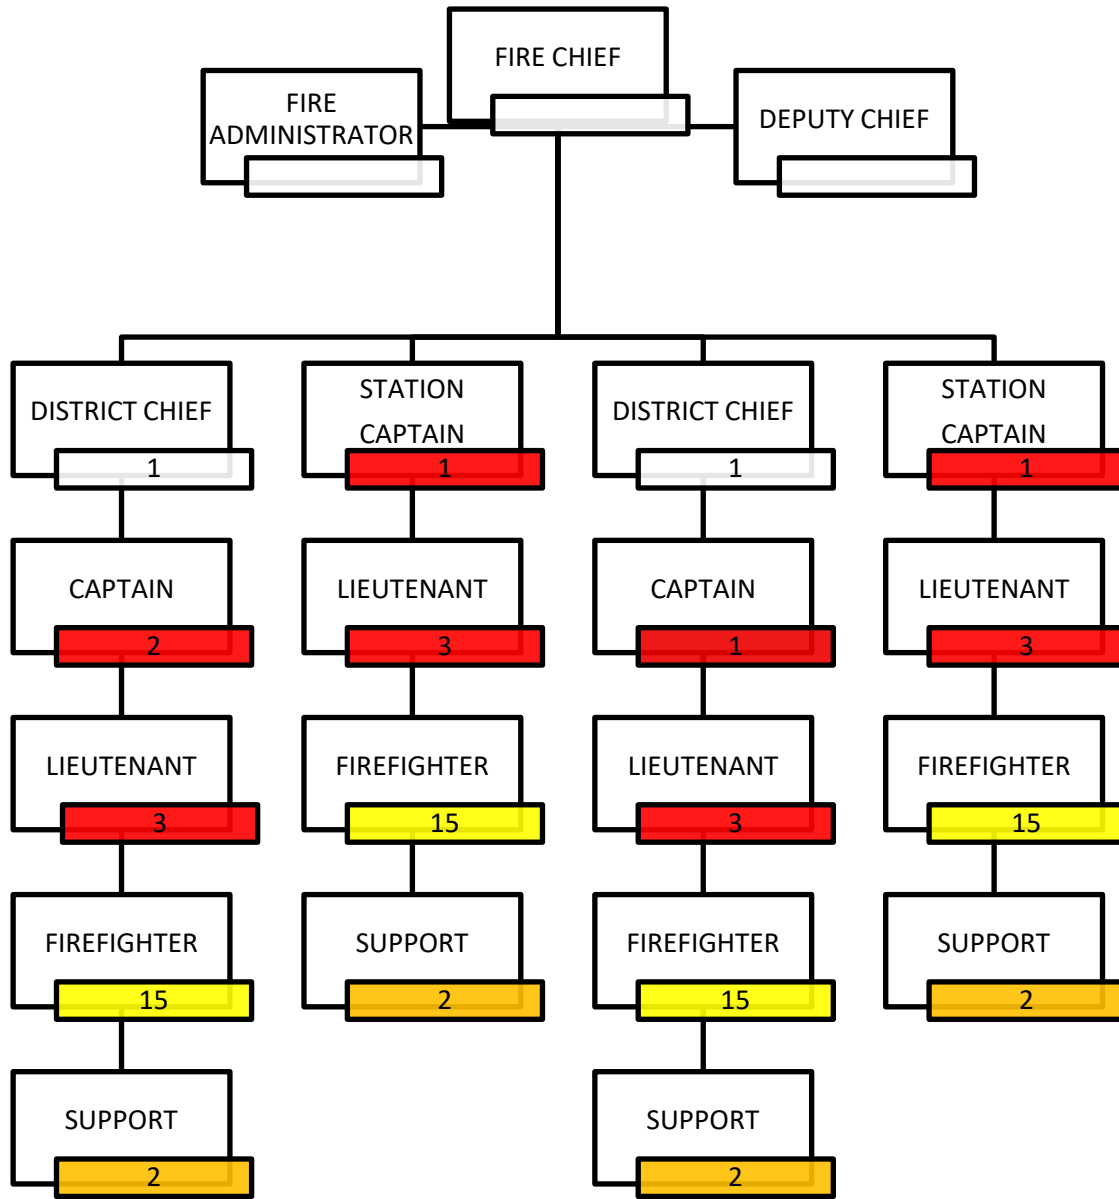 FIRE CHIEF
FIRE
ADMINISTRATOR
DEPUTY CHIEF
DISTRICT CHIEF
1
STATION
CAPTAIN
1
DISTRICT CHIEF
1
STATION
CAPTAIN
1
CAPTAIN
2
LIEUTENANT
3
CAPTAIN
1
LIEUTENANT
3
LIEUTENANT
3
FIREFIGHTER
15
LIEUTENANT
3
FIREFIGHTER
15
FIREFIGHTER
15
SUPPORT
2
FIREFIGHTER
15
SUPPORT
2
SUPPORT
2
SUPPORT
2